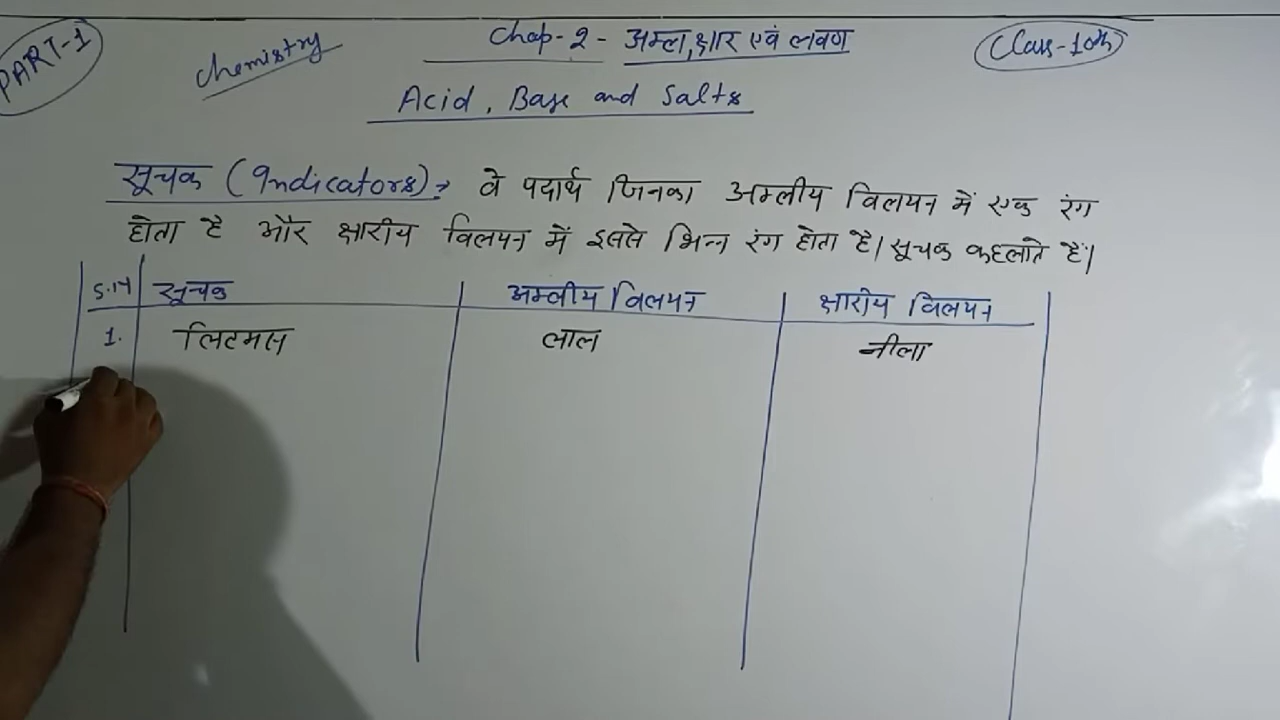 PART-1
Chemistry
Chap-2- अम्ल,क्षार एवं लवण
Class-10th
Acid, Base and Salts
सूचक (Indicators):- वे पदार्थ जिनका अम्लीय विलयन में एक रंग
होता है और क्षारीय विलयन में इससे भिन्न रंग होता है। सूचक कहलाते हैं।
S.N सूचक अम्लीय विलयन क्षारीय विलयन
1. लिटमस लाल नीला